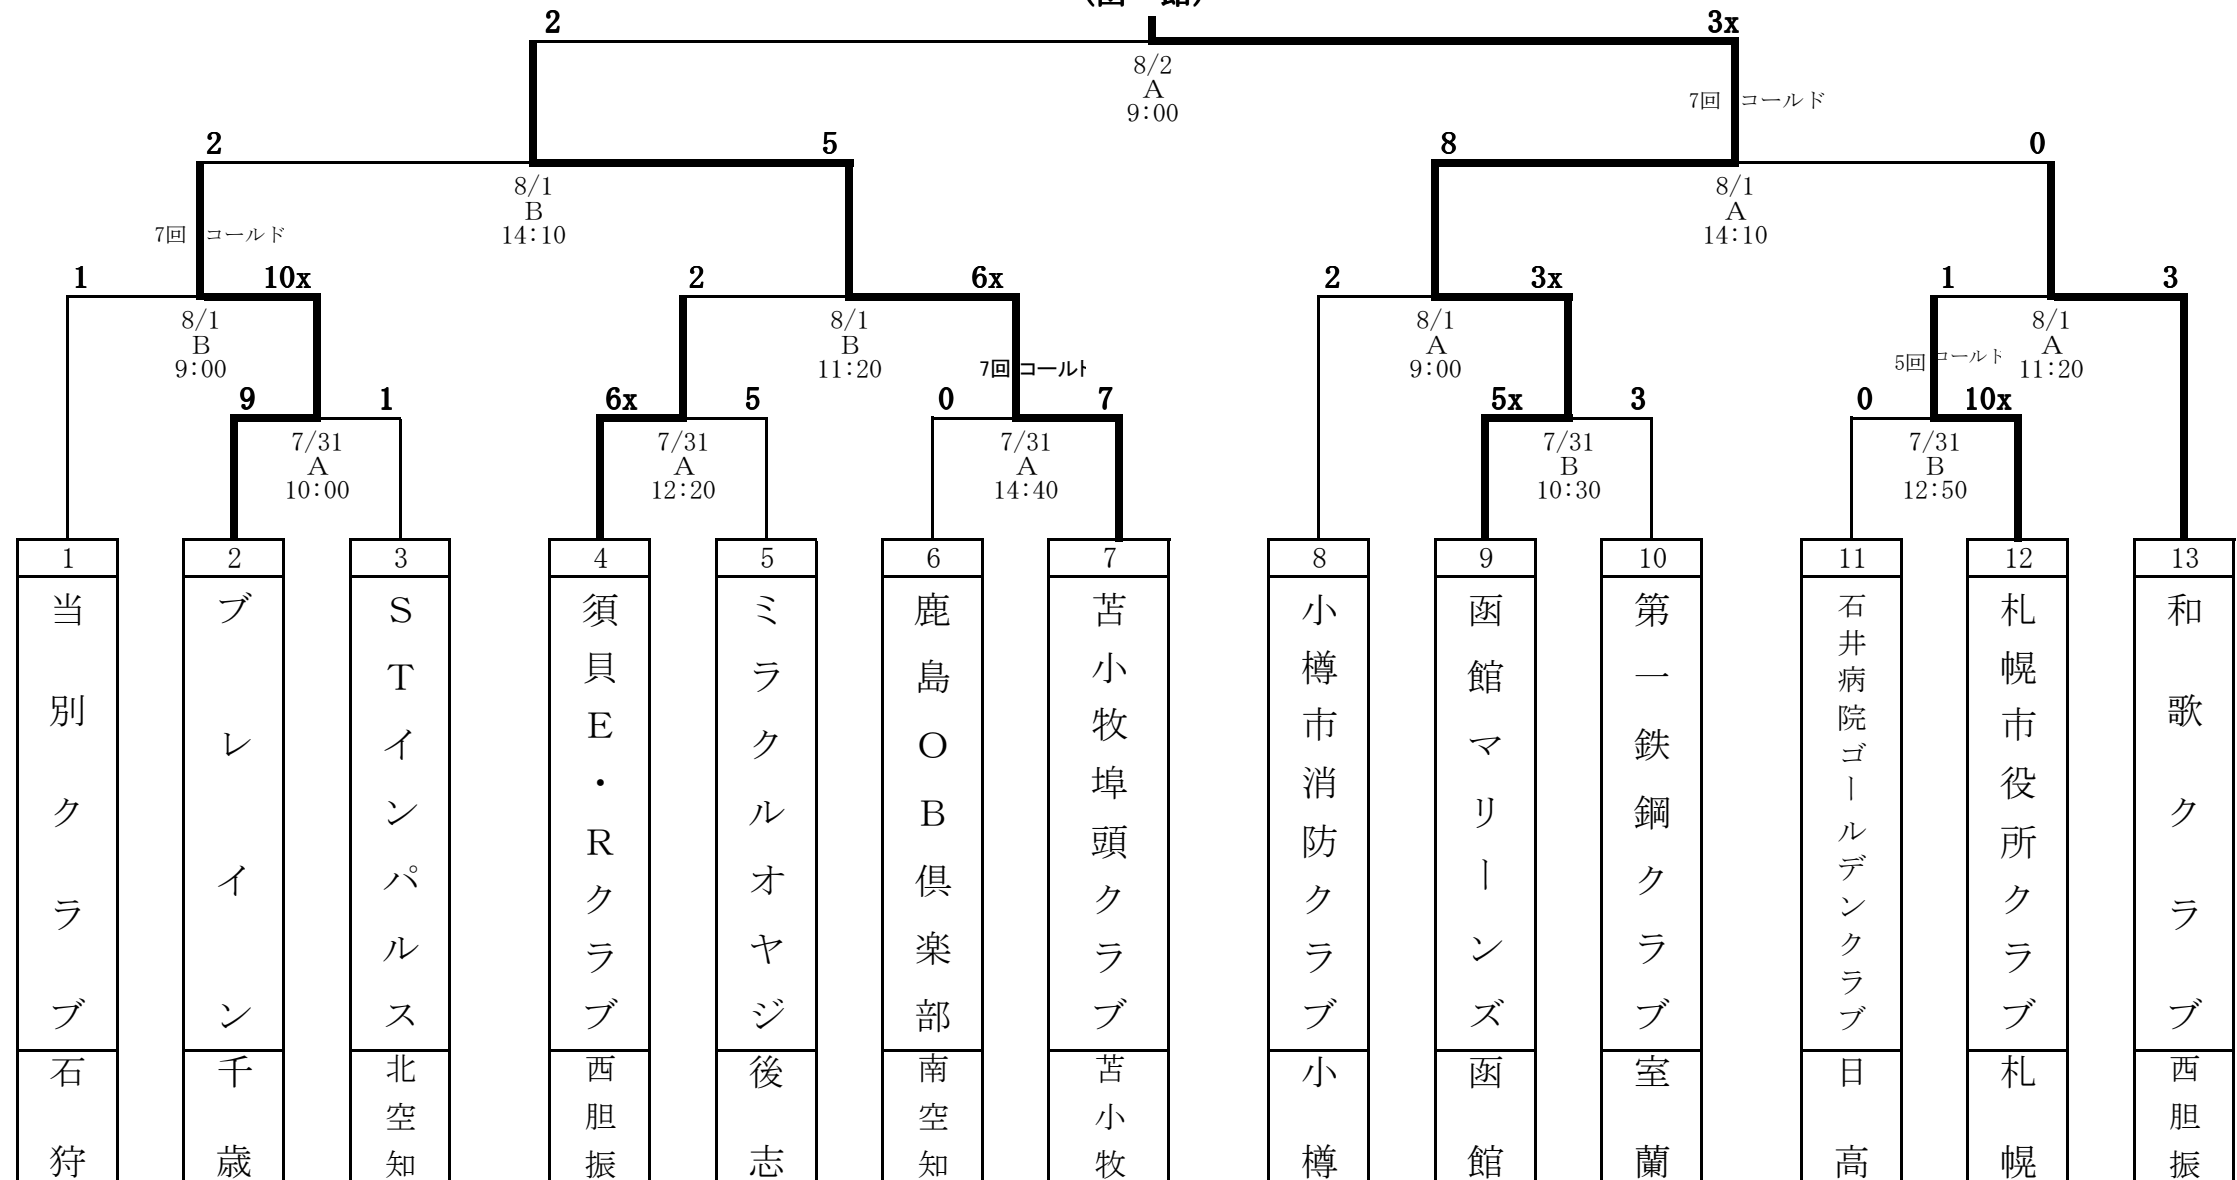 2
3x
8/2
A
9:00
7回 コールド
2
5
8
0
8/1
B
14:10
8/1
A
14:10
7回 コールド
1
10x
2
6x
2
3x
1
3
8/1
B
9:00
8/1
B
11:20
8/1
A
9:00
8/1
A
11:20
7回 コールド
5回 コールド
9
1
6x
5
0
7
5x
3
0
10x
7/31
A
10:00
7/31
A
12:20
7/31
A
14:40
7/31
B
10:30
7/31
B
12:50
1
当別クラブ
石狩
2
ブレイン
千歳
3
STインパルス
北空知
4
須貝E・Rクラブ
西胆振
5
ミラクルオヤジ
後志
6
鹿島OB倶楽部
南空知
7
苫小牧埠頭クラブ
苫小牧
8
小樽市消防クラブ
小樽
9
函館マリーンズ
函館
10
第一鉄鋼クラブ
室蘭
11
石井病院ゴールデンクラブ
日高
12
札幌市役所クラブ
札幌
13
和歌クラブ
西胆振